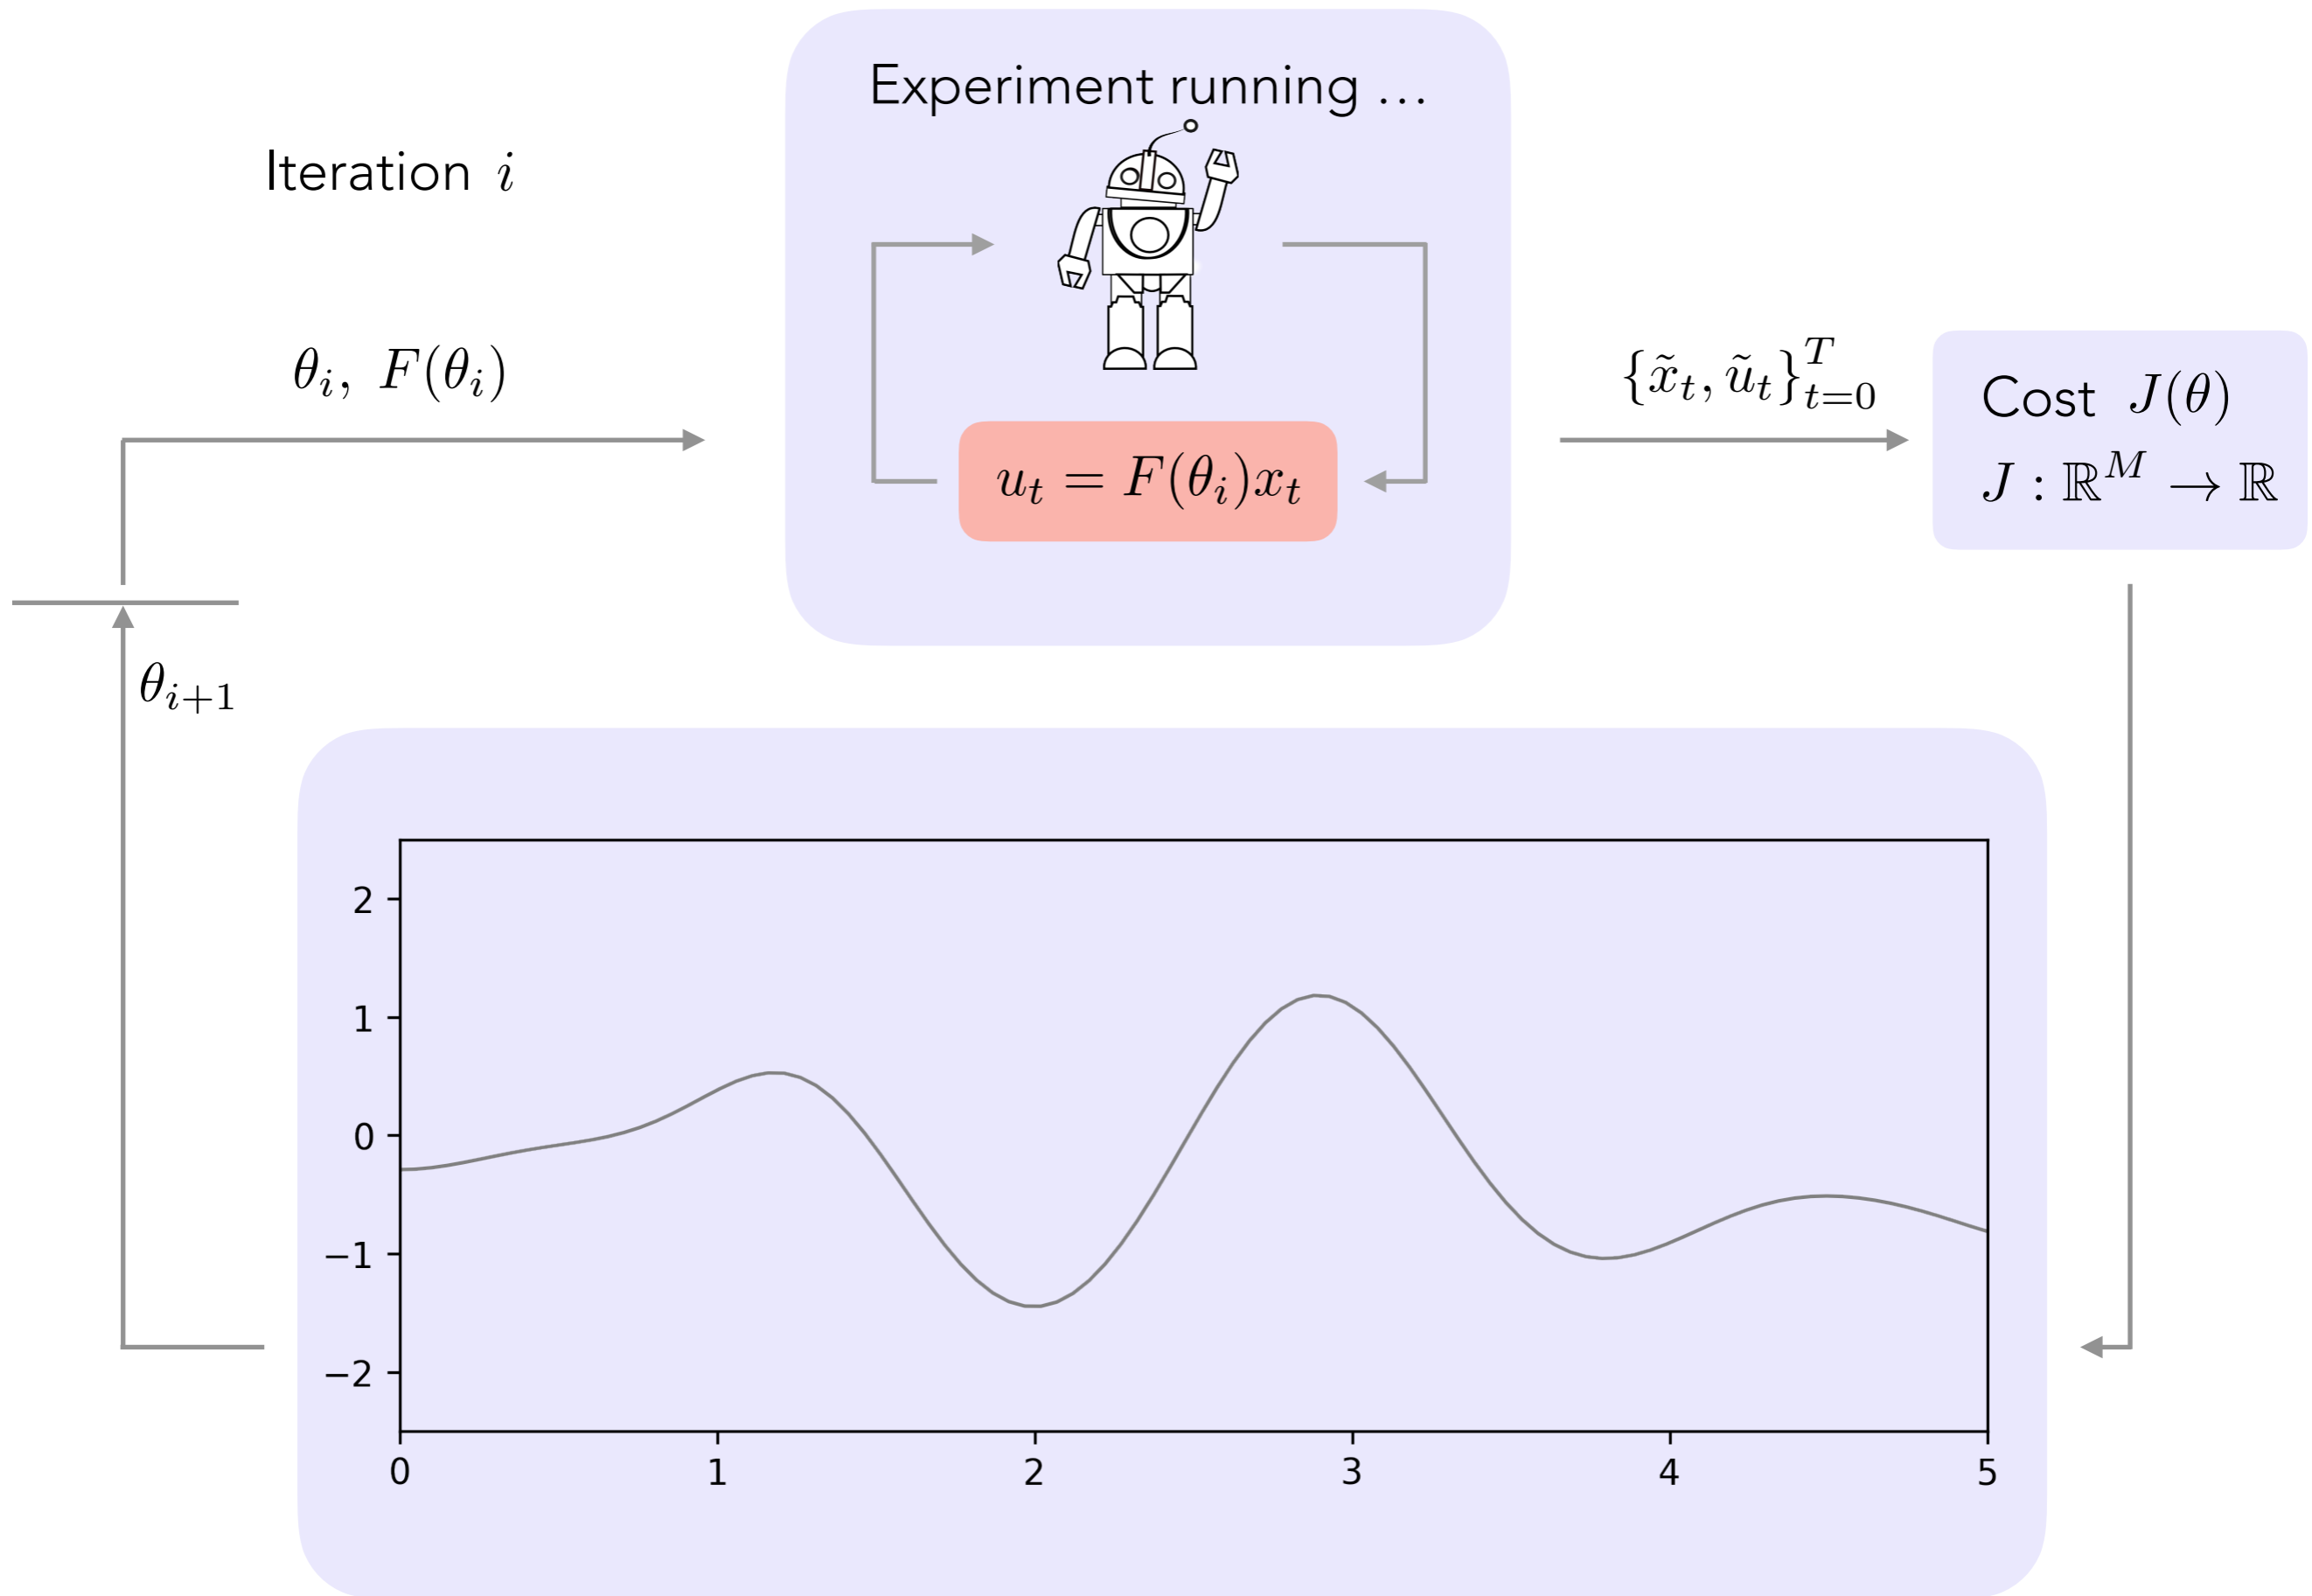 Experiment running …
Iteration i
θ_i, F(θ_i)
{x̃_t, ũ_t}_{t=0}^T
Cost J(θ)
J : ℝ^M → ℝ
u_t = F(θ_i)x_t
θ_{i+1}
2
1
0
−1
−2
0 1 2 3 4 5